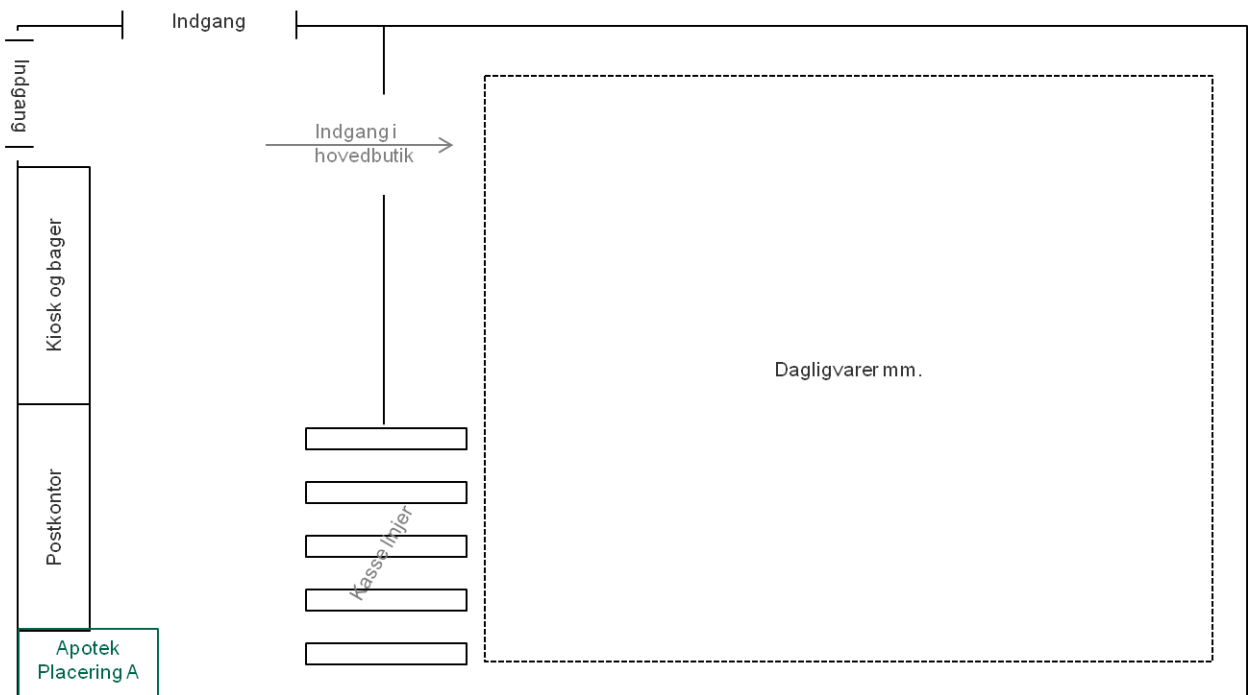 Indgang
Indgang
Indgang i
hovedbutik
Kiosk og bager
Dagligvarer mm.
Postkontor
Kasse linjer
Apotek
Placering A